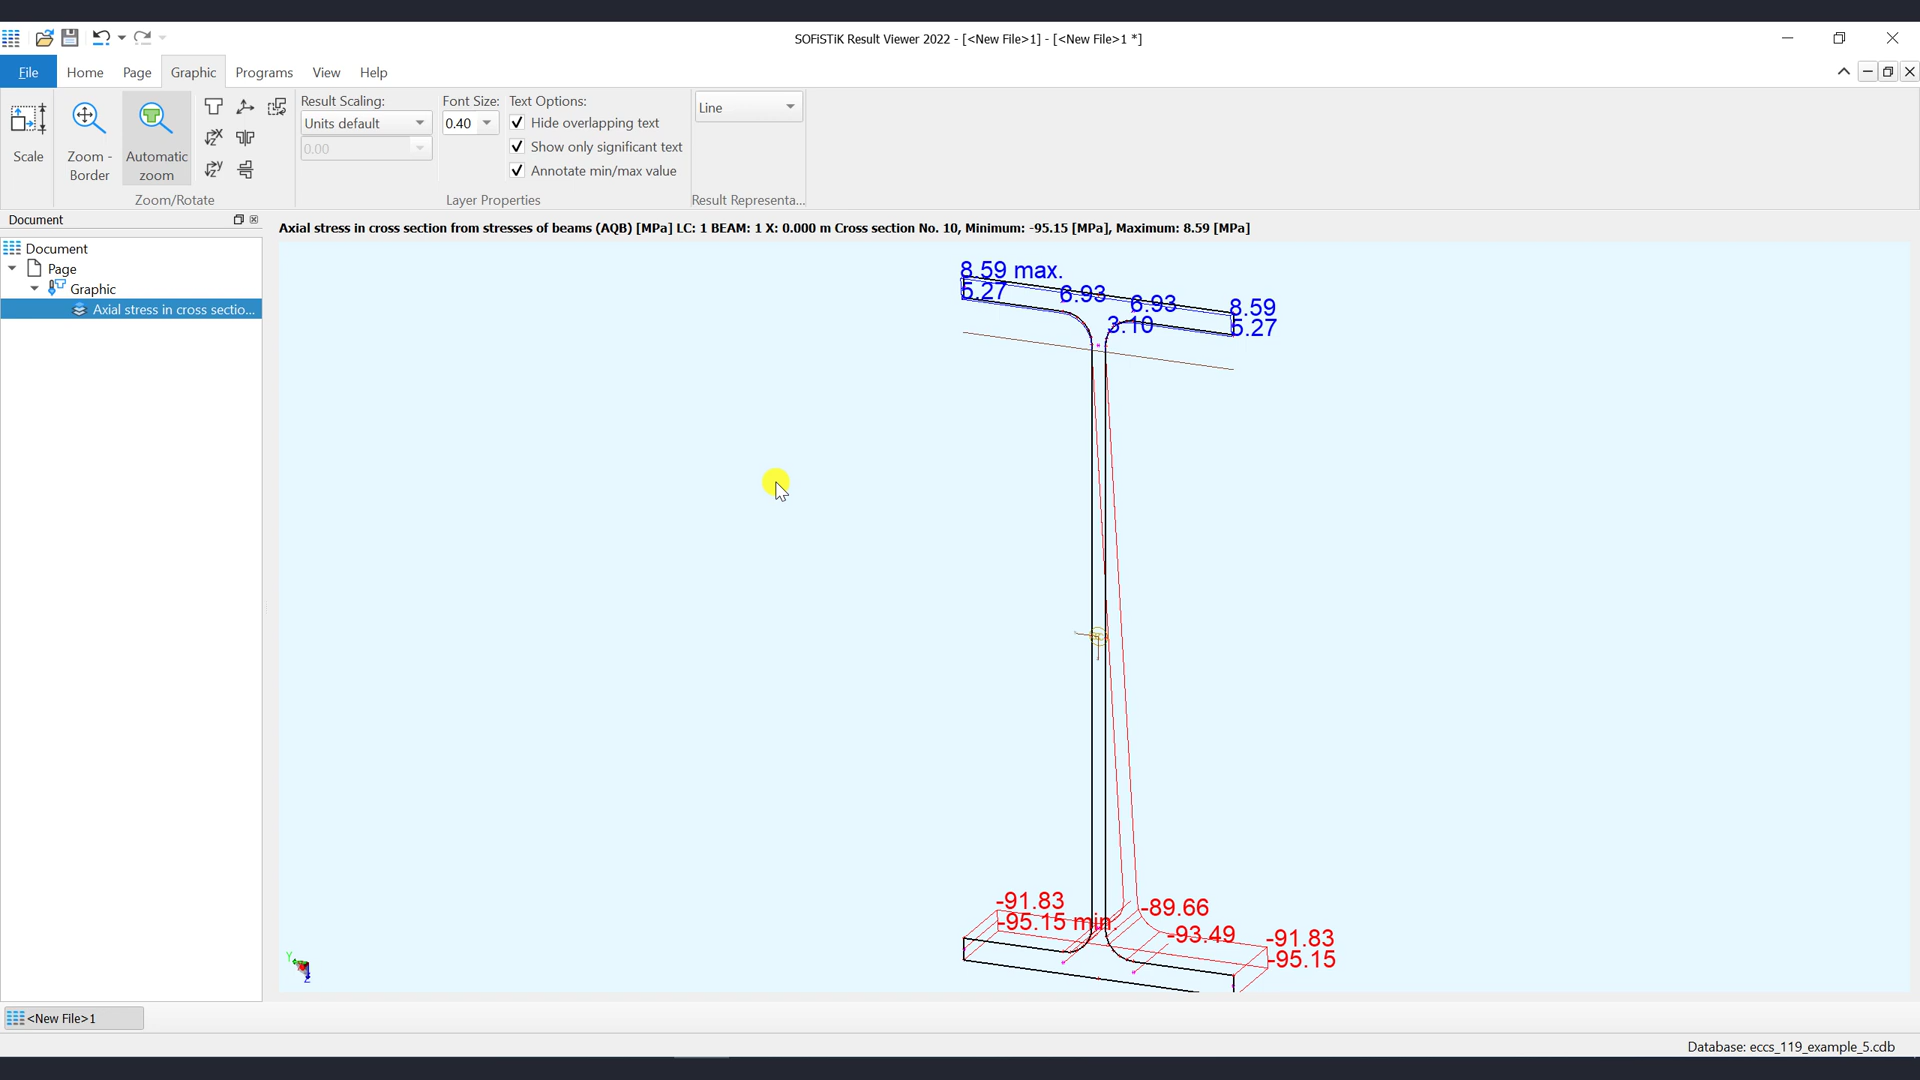 SOFiSTiK Result Viewer 2022 - [<New File>1] - [<New File>1 *]
File Home Page Graphic Programs View Help
Scale
Zoom - Border
Automatic zoom
Zoom/Rotate
Result Scaling:
Units default
0.00
Font Size:
0.40
Text Options:
Hide overlapping text
Show only significant text
Annotate min/max value
Layer Properties
Line
Result Representa...
Document
Document
Page
Graphic
Axial stress in cross sectio...
Axial stress in cross section from stresses of beams (AQB) [MPa] LC: 1 BEAM: 1 X: 0.000 m Cross section No. 10, Minimum: -95.15 [MPa], Maximum: 8.59 [MPa]
8.59 max.
5.27
6.93
6.93
3.10
8.59
5.27
-91.83
-95.15 min.
-89.66
-93.49
-91.83
-95.15
Y
Z
<New File>1
Database: eccs_119_example_5.cdb